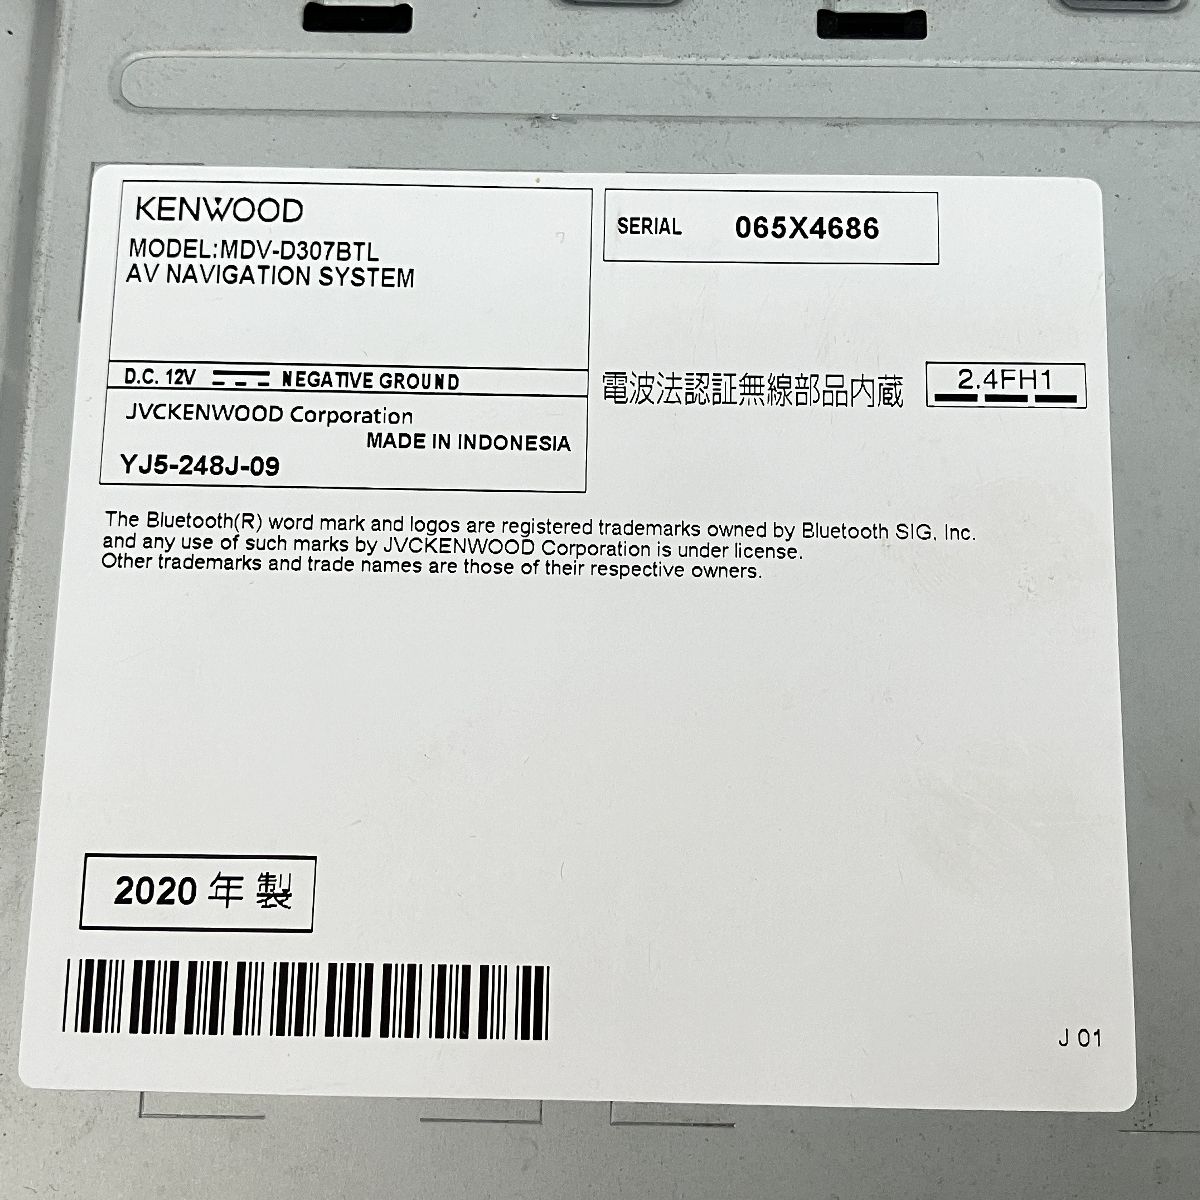 KENWOOD
MODEL:MDV-D307BTL
AV NAVIGATION SYSTEM
SERIAL 065X4686
D.C. 12V NEGATIVE GROUND
電波法認証無線部品内蔵 2.4FH1
JVCKENWOOD Corporation
MADE IN INDONESIA
YJ5-248J-09
The Bluetooth(R) word mark and logos are registered trademarks owned by Bluetooth SIG, Inc.
and any use of such marks by JVCKENWOOD Corporation is under license.
Other trademarks and trade names are those of their respective owners.
2020 年 製
J 01